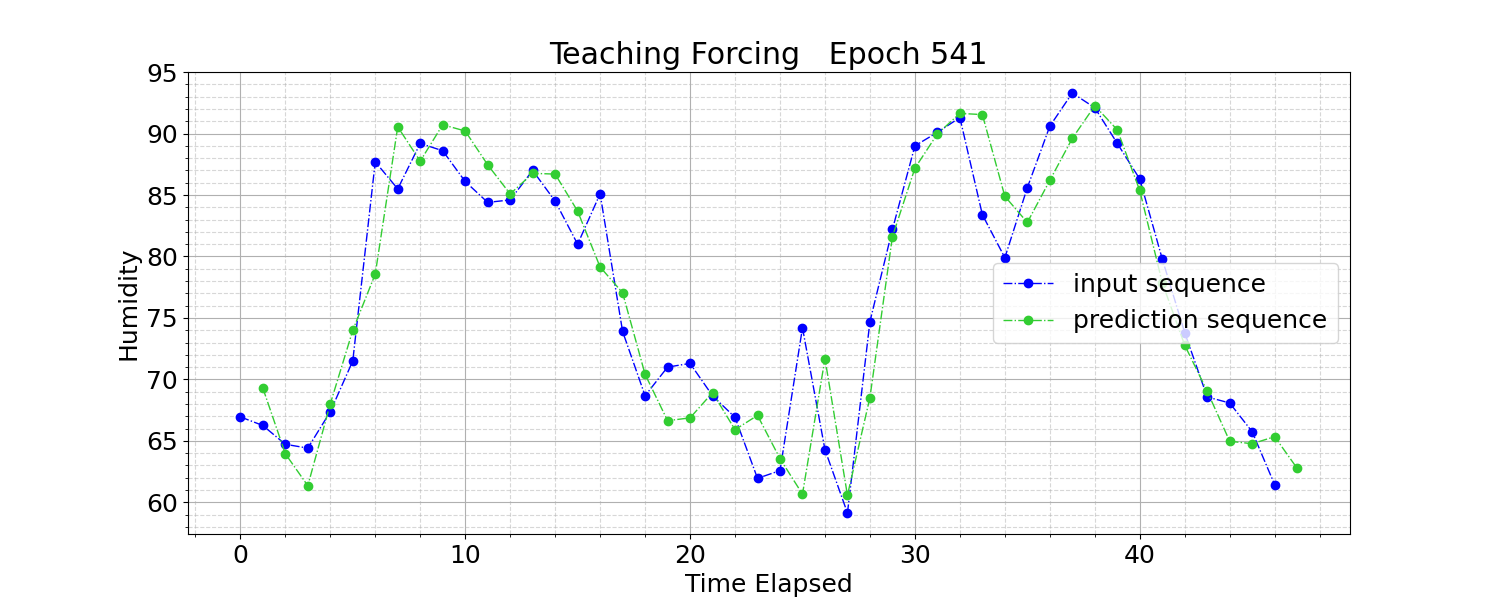 Teaching Forcing   Epoch 541
95
90
85
80
75
70
65
60
Humidity
input sequence
prediction sequence
0 10 20 30 40
Time Elapsed